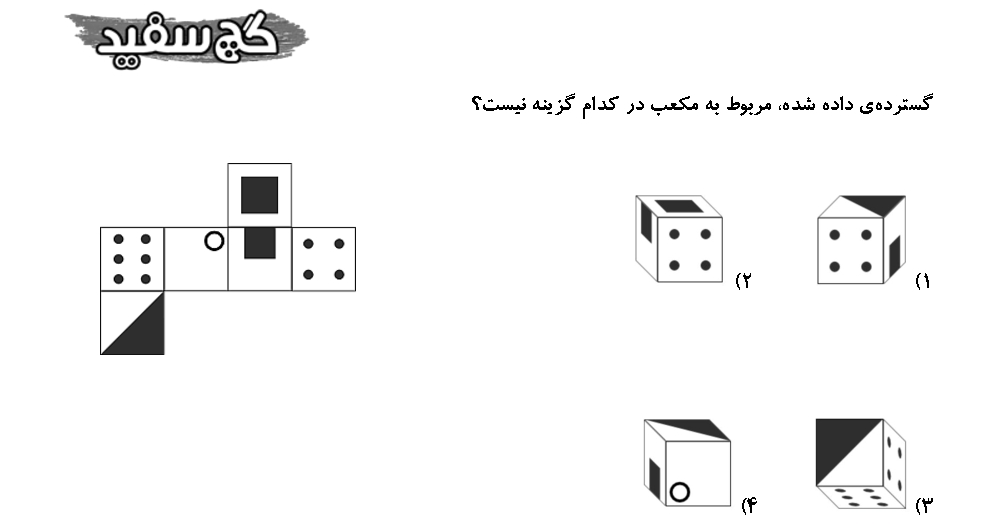 گچ سفید
گسترده‌ی داده شده، مربوط به مکعب در کدام گزینه نیست؟
۱)
۲)
۳)
۴)